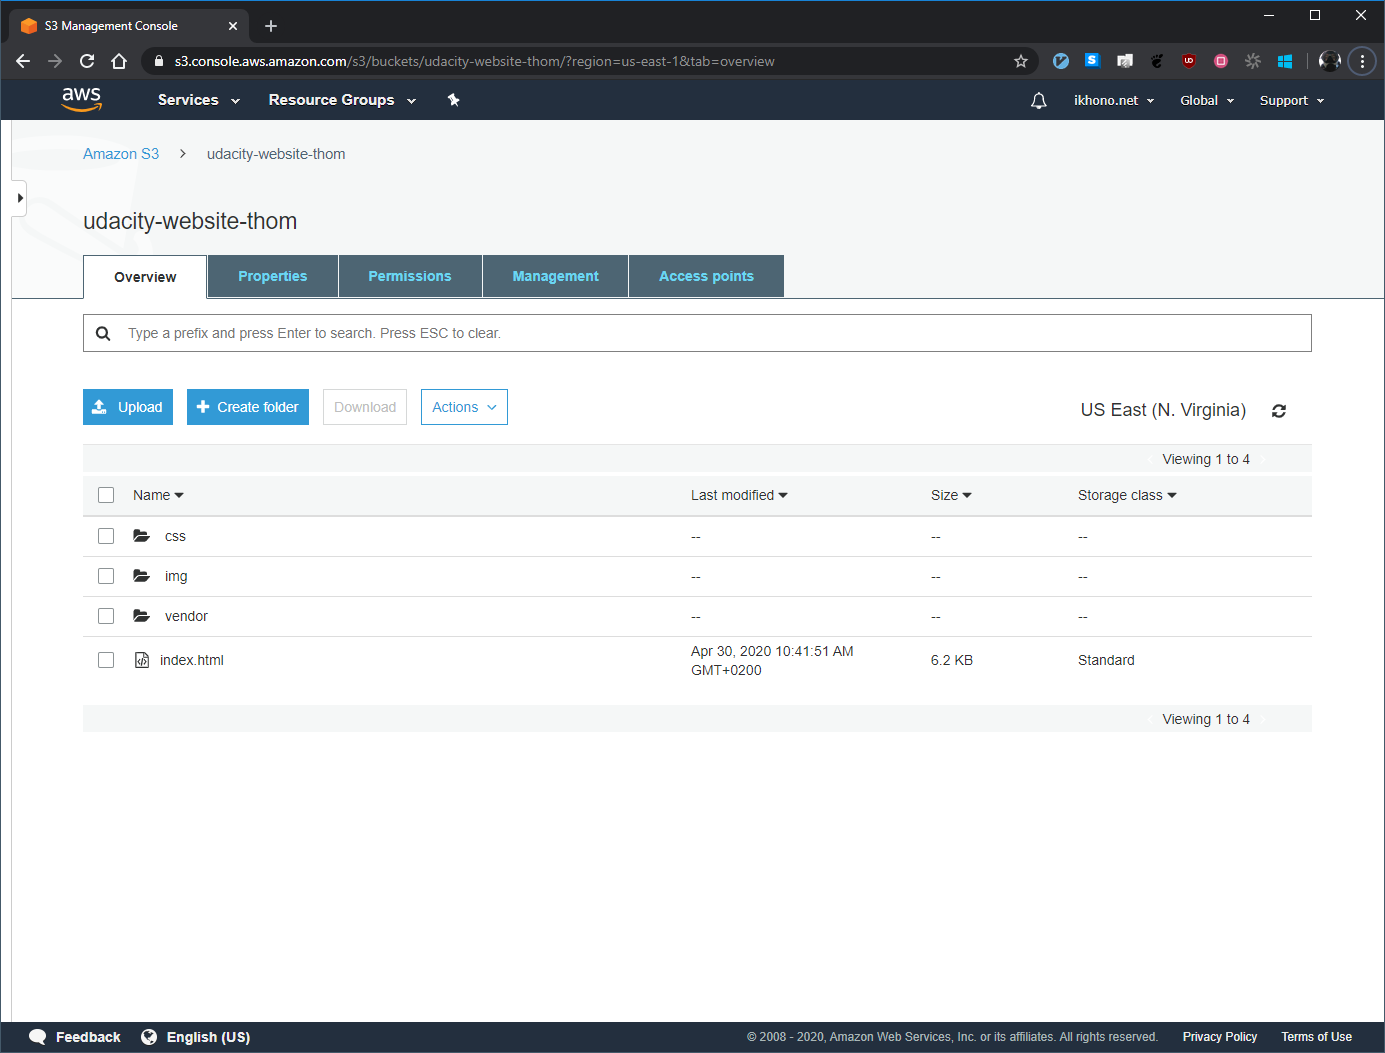 S3 Management Console
s3.console.aws.amazon.com/s3/buckets/udacity-website-thom/?region=us-east-1&tab=overview
aws Services Resource Groups ikhono.net Global Support
Amazon S3 udacity-website-thom
udacity-website-thom
Overview Properties Permissions Management Access points
Type a prefix and press Enter to search. Press ESC to clear.
Upload Create folder Download Actions US East (N. Virginia)
Viewing 1 to 4
Name Last modified Size Storage class
css -- -- --
img -- -- --
vendor -- -- --
index.html Apr 30, 2020 10:41:51 AM GMT+0200 6.2 KB Standard
Viewing 1 to 4
Feedback English (US) © 2008 - 2020, Amazon Web Services, Inc. or its affiliates. All rights reserved. Privacy Policy Terms of Use